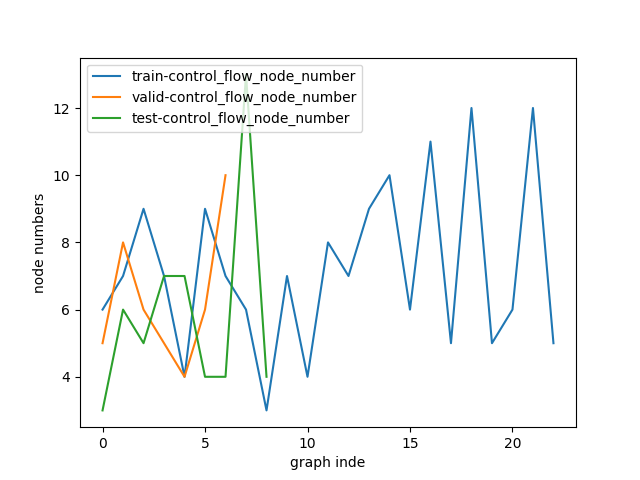 train-control_flow_node_number
valid-control_flow_node_number
test-control_flow_node_number
node numbers
12
10
8
6
4
0 5 10 15 20
graph inde